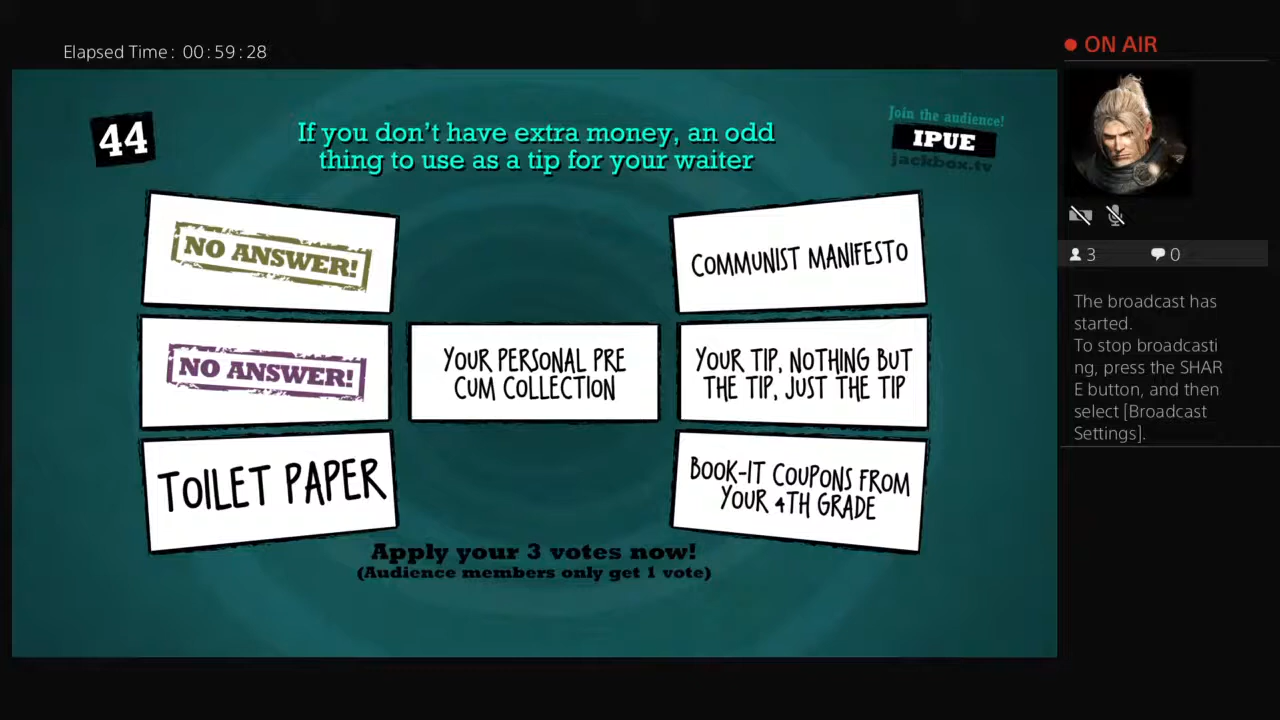 Elapsed Time: 00:59:28
ON AIR
44
If you don't have extra money, an odd
thing to use as a tip for your waiter
Join the audience!
IPUE
jackbox.tv
NO ANSWER!
COMMUNIST MANIFESTO
NO ANSWER!
YOUR PERSONAL PRE
CUM COLLECTION
YOUR TIP, NOTHING BUT
THE TIP, JUST THE TIP
TOILET PAPER
BOOK-IT COUPONS FROM
YOUR 4TH GRADE
Apply your 3 votes now!
(Audience members only get 1 vote)
3
0
The broadcast has
started.
To stop broadcasti
ng, press the SHAR
E button, and then
select [Broadcast
Settings].